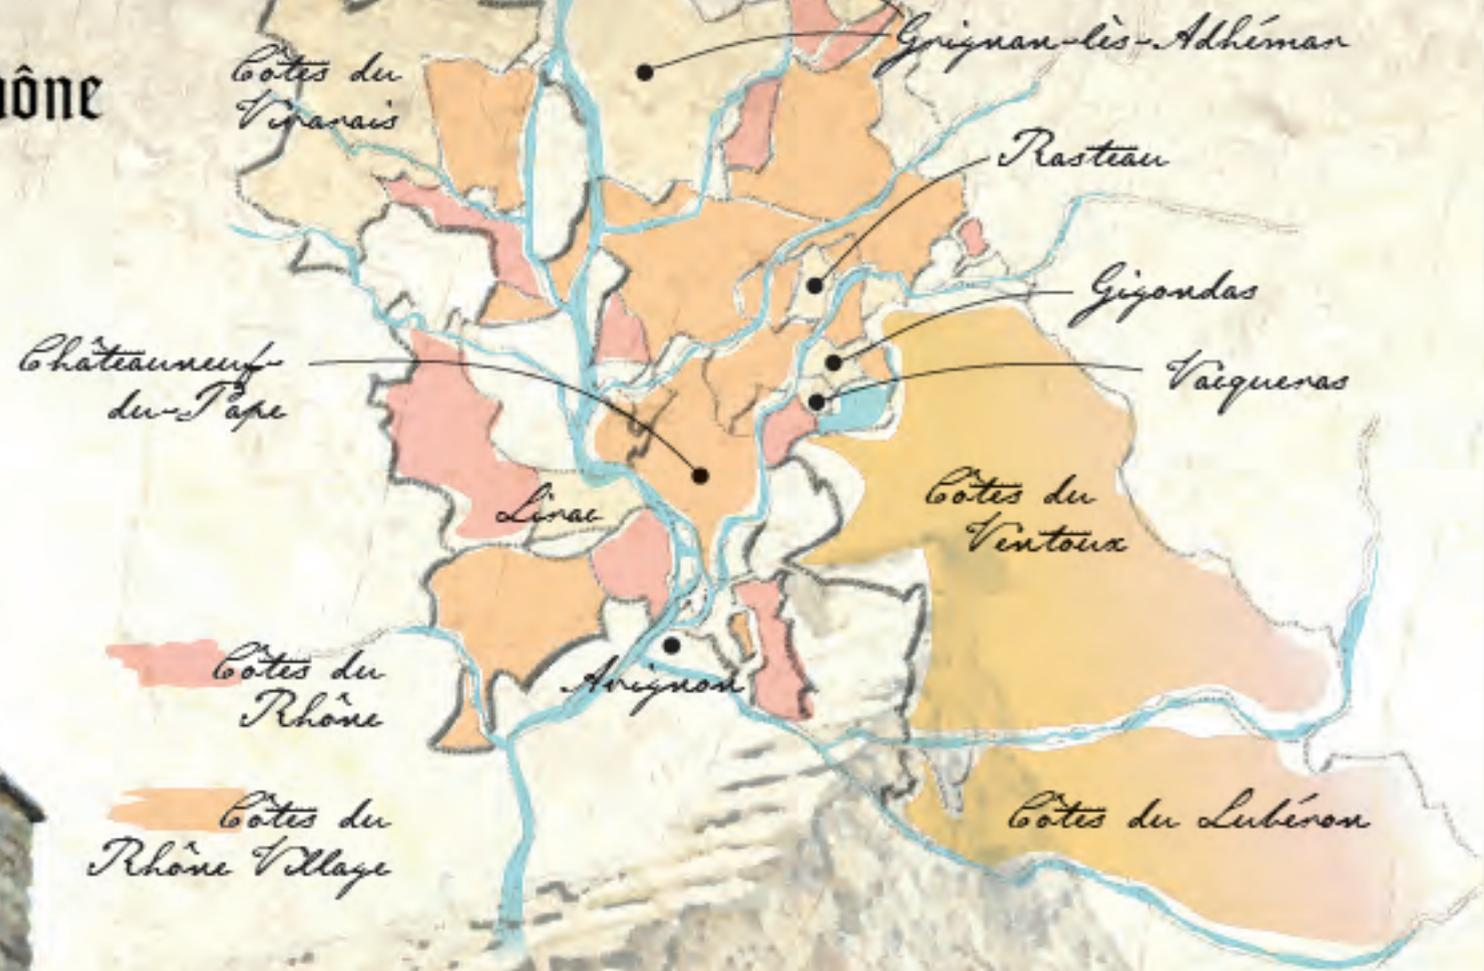 Grignan-lès-Adhémar
Côtes du
Vivarais
ône
Rasteau
Gigondas
Châteauneuf-
du-Pape
Vacqueras
Côtes du
Ventoux
Lirac
Côtes du
Rhône
Avignon
Côtes du
Rhône Village
Côtes du Lubéron